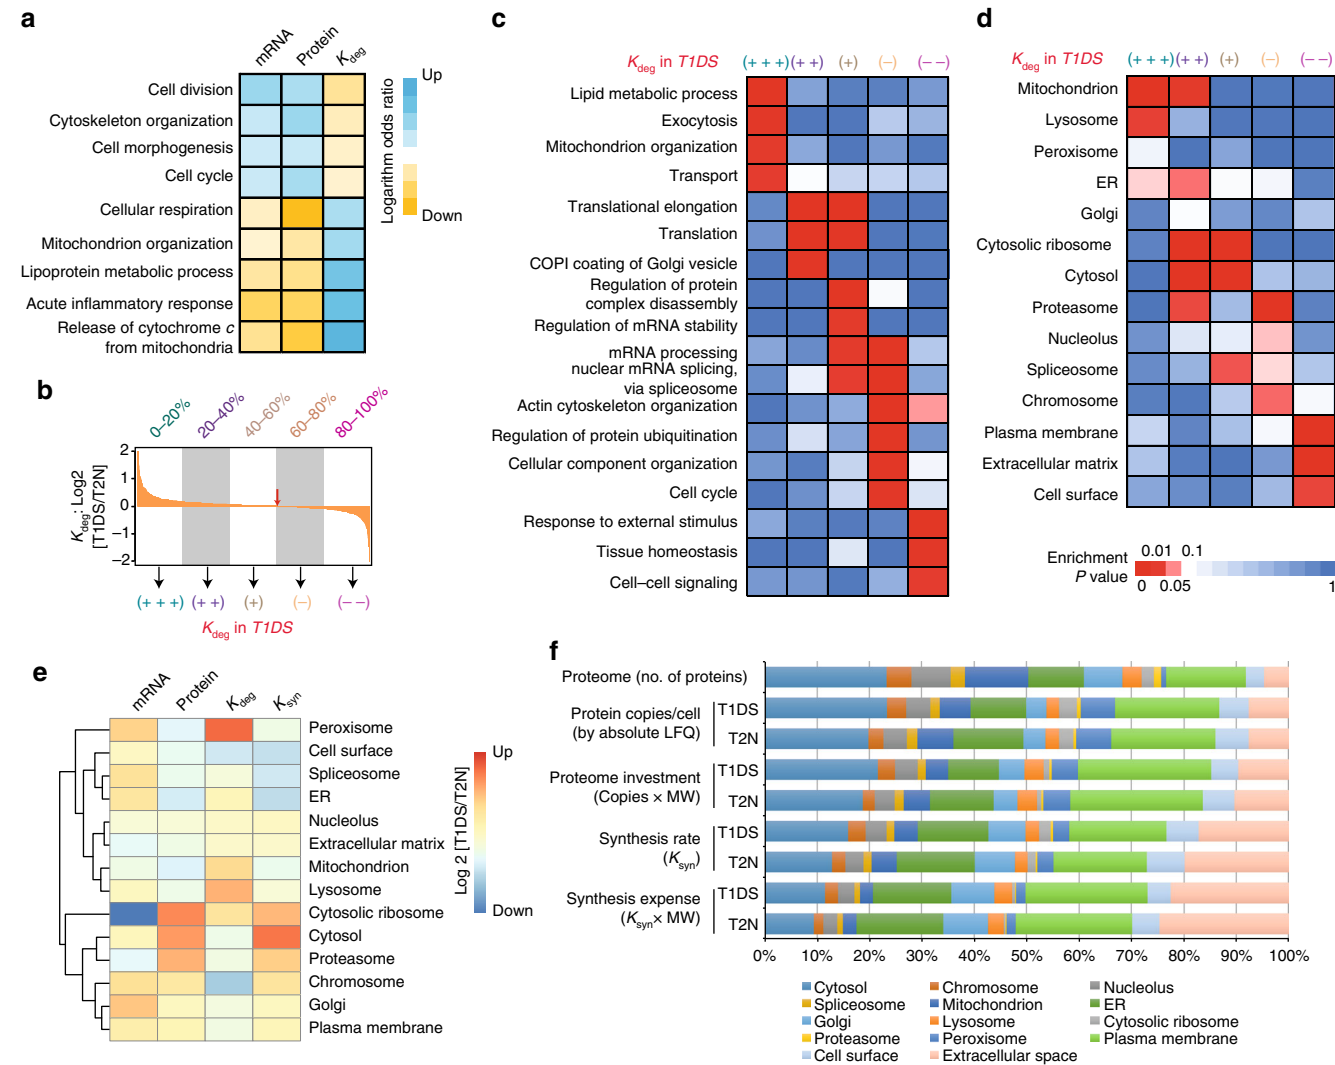 a
mRNA
Protein
Kdeg
Cell division
Cytoskeleton organization
Cell morphogenesis
Cell cycle
Cellular respiration
Mitochondrion organization
Lipoprotein metabolic process
Acute inflammatory response
Release of cytochrome c
from mitochondria
Logarithm odds ratio
Up
Down
b
0–20%
20–40%
40–60%
60–80%
80–100%
Kdeg: Log2
[T1DS/T2N]
2
1
0
−1
−2
(+ + +)
(+ +)
(+)
(−)
(− −)
Kdeg in T1DS
c
Kdeg in T1DS
(+ + +)
(+ +)
(+)
(−)
(− −)
Lipid metabolic process
Exocytosis
Mitochondrion organization
Transport
Translational elongation
Translation
COPI coating of Golgi vesicle
Regulation of protein
complex disassembly
Regulation of mRNA stability
mRNA processing
nuclear mRNA splicing,
via spliceosome
Actin cytoskeleton organization
Regulation of protein ubiquitination
Cellular component organization
Cell cycle
Response to external stimulus
Tissue homeostasis
Cell–cell signaling
d
Kdeg in T1DS
(+ + +)
(+ +)
(+)
(−)
(− −)
Mitochondrion
Lysosome
Peroxisome
ER
Golgi
Cytosolic ribosome
Cytosol
Proteasome
Nucleolus
Spliceosome
Chromosome
Plasma membrane
Extracellular matrix
Cell surface
Enrichment
P value
0.01
0.1
0
0.05
1
e
mRNA
Protein
Kdeg
Ksyn
Peroxisome
Cell surface
Spliceosome
ER
Nucleolus
Extracellular matrix
Mitochondrion
Lysosome
Cytosolic ribosome
Cytosol
Proteasome
Chromosome
Golgi
Plasma membrane
Log 2 [T1DS/T2N]
Up
Down
f
Proteome (no. of proteins)
Protein copies/cell
(by absolute LFQ)
T1DS
T2N
Proteome investment
(Copies × MW)
T1DS
T2N
Synthesis rate
(Ksyn)
T1DS
T2N
Synthesis expense
(Ksyn× MW)
T1DS
T2N
0%
10%
20%
30%
40%
50%
60%
70%
80%
90%
100%
Cytosol
Chromosome
Nucleolus
Spliceosome
Mitochondrion
ER
Golgi
Lysosome
Cytosolic ribosome
Proteasome
Peroxisome
Plasma membrane
Cell surface
Extracellular space